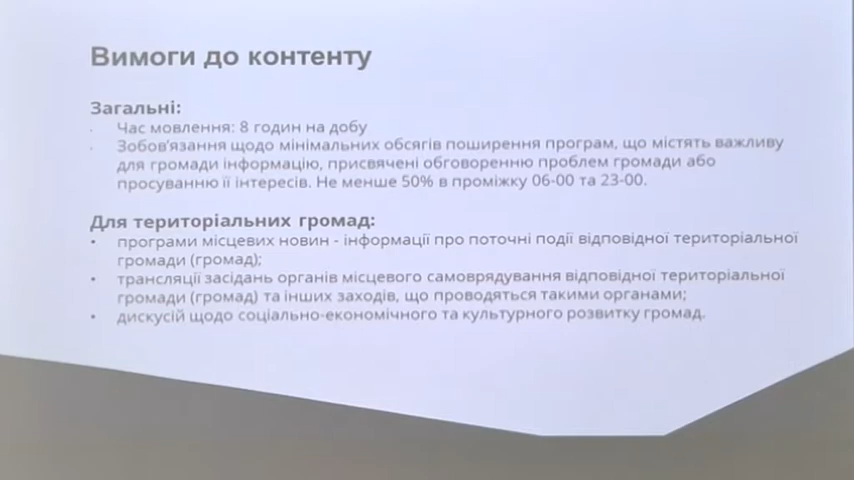 Вимоги до контенту
Загальні:
· Час мовлення: 8 годин на добу
· Зобов'язання щодо мінімальних обсягів поширення програм, що містять важливу
для громади інформацію, присвячені обговоренню проблем громади або
просуванню її інтересів. Не менше 50% в проміжку 06-00 та 23-00.
Для територіальних громад:
• програми місцевих новин - інформації про поточні події відповідної територіальної
громади (громад);
• трансляції засідань органів місцевого самоврядування відповідної територіальної
громади (громад) та інших заходів, що проводяться такими органами;
• дискусій щодо соціально-економічного та культурного розвитку громад.